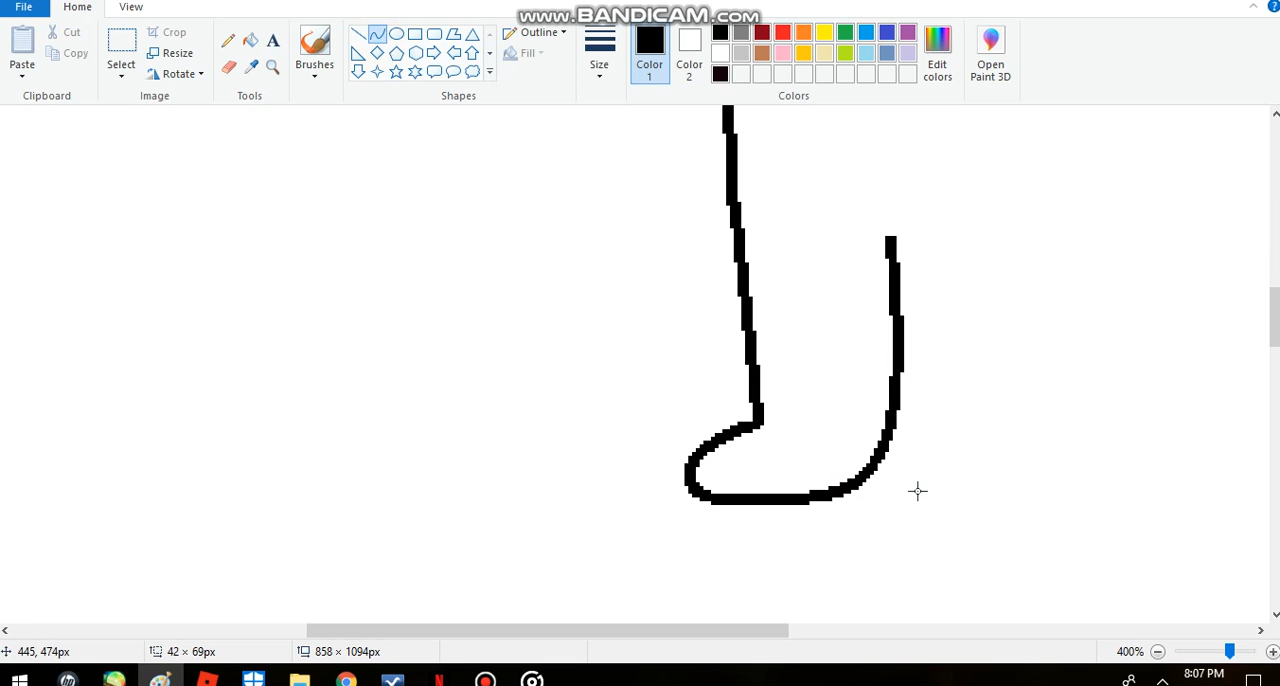 www.BANDICAM.com
File Home View
Paste
Cut
Copy
Clipboard
Select
Crop
Resize
Rotate
Image
A
Tools
Brushes
Outline
Fill
Shapes
Size
Color
1
Color
2
Edit
colors
Colors
Open
Paint 3D
445, 474px 42 × 69px 858 × 1094px 400%
8:07 PM